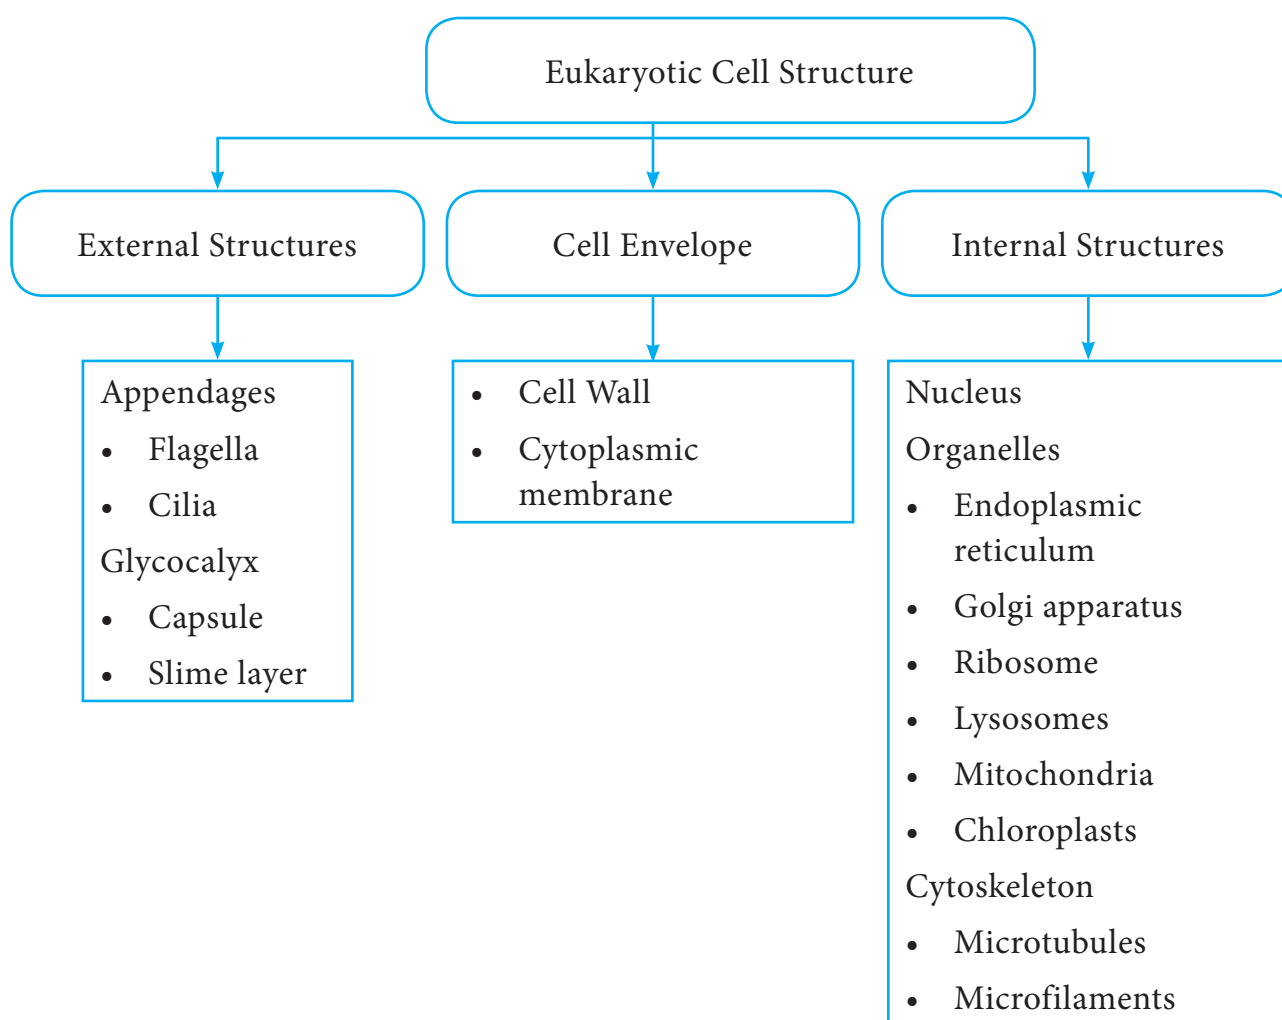 Eukaryotic Cell Structure
External Structures
Cell Envelope
Internal Structures
Appendages
• Flagella
• Cilia
Glycocalyx
• Capsule
• Slime layer
• Cell Wall
• Cytoplasmic
membrane
Nucleus
Organelles
• Endoplasmic
reticulum
• Golgi apparatus
• Ribosome
• Lysosomes
• Mitochondria
• Chloroplasts
Cytoskeleton
• Microtubules
• Microfilaments